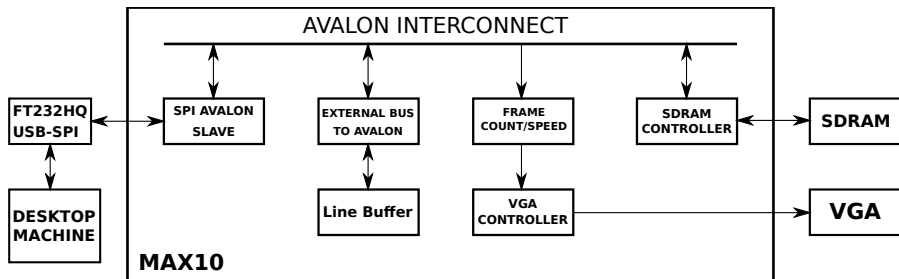 AVALON INTERCONNECT
FT232HQ
USB-SPI
SPI AVALON
SLAVE
EXTERNAL BUS
TO AVALON
FRAME
COUNT/SPEED
SDRAM
CONTROLLER
SDRAM
DESKTOP
MACHINE
Line Buffer
VGA
CONTROLLER
VGA
MAX10